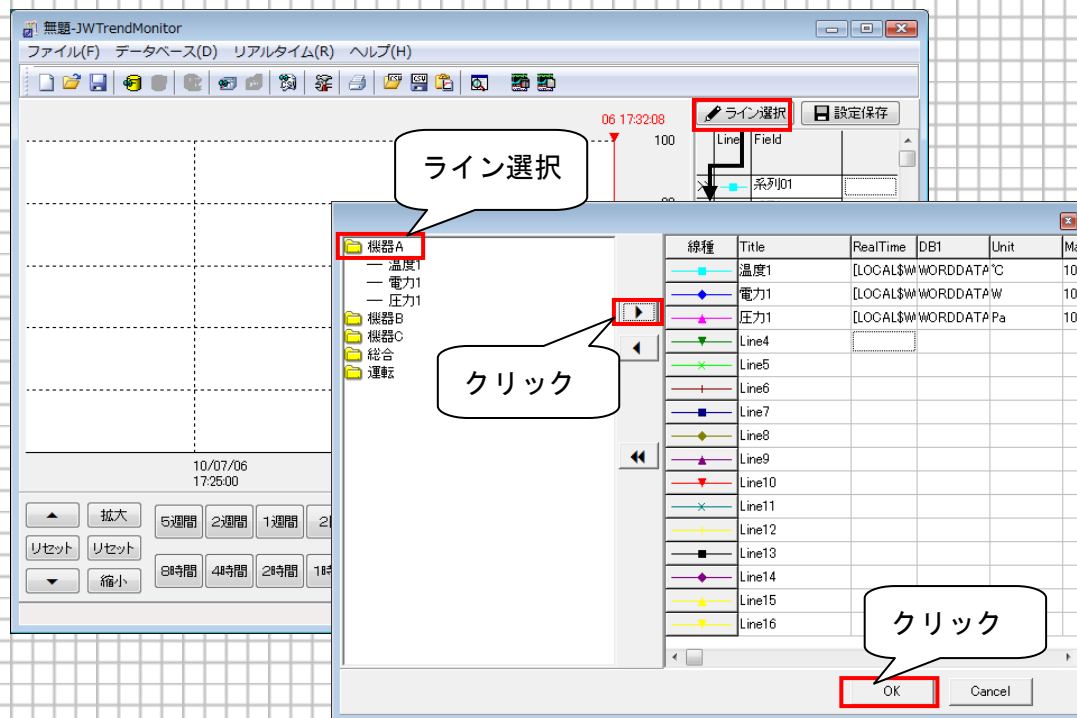 無題-JWTrendMonitor
ファイル(F) データベース(D) リアルタイム(R) ヘルプ(H)
06 17:32:08
ライン選択
設定保存
100
Line
Field
系列01
ライン選択
機器A
温度1
電力1
圧力1
機器B
機器C
総合
運転
クリック
線種 Title RealTime DB1 Unit
温度1 [LOCAL$W WORDDATA ℃ 10
電力1 [LOCAL$W WORDDATA W 10
圧力1 [LOCAL$W WORDDATA Pa 10
Line4
Line5
Line6
Line7
Line8
Line9
Line10
Line11
Line12
Line13
Line14
Line15
Line16
10/07/06
17:25:00
拡大
リセット
リセット
縮小
5週間 2週間 1週間
8時間 4時間 2時間
クリック
OK
Cancel